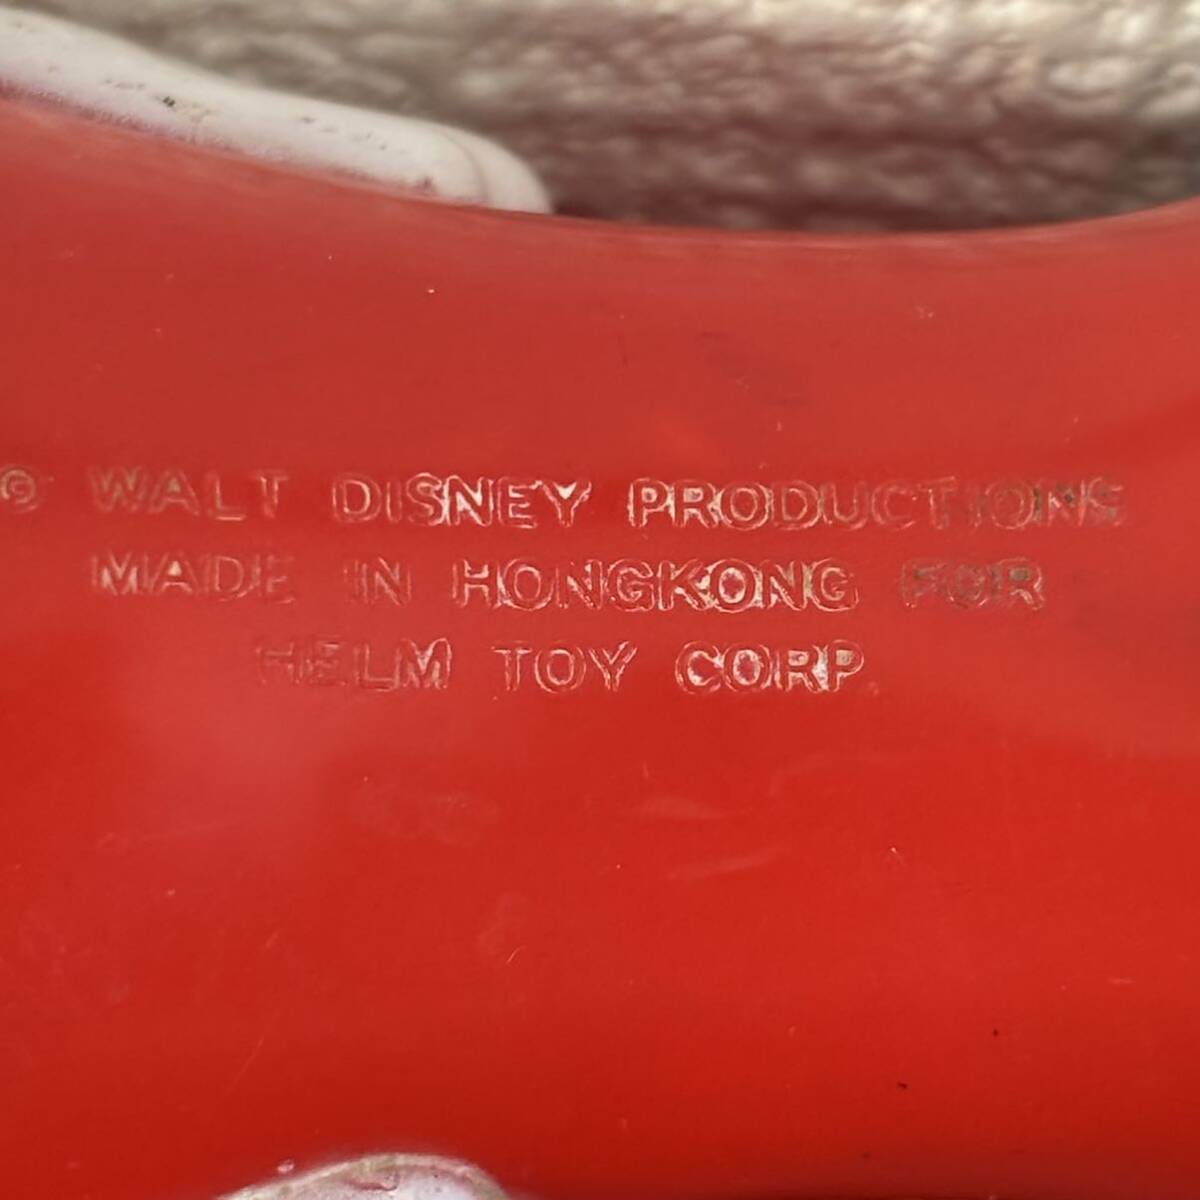 © WALT DISNEY PRODUCTIONS
MADE IN HONGKONG FOR
HELM TOY CORP